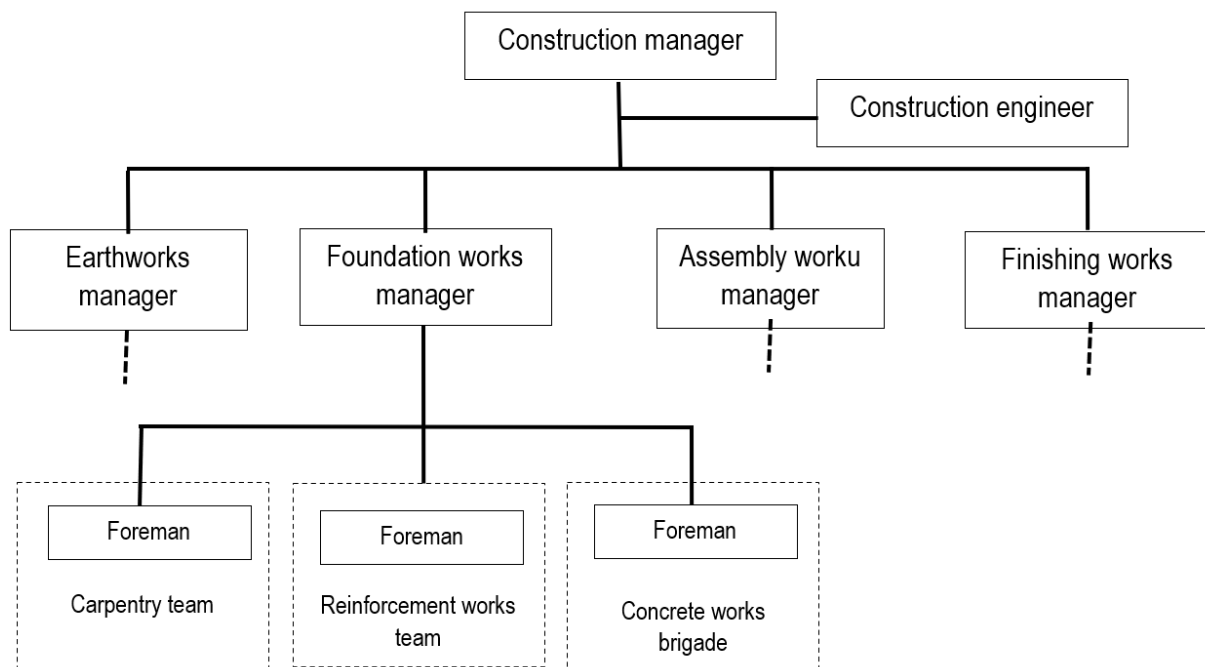 Construction manager
Construction engineer
Earthworks
manager
Foundation works
manager
Assembly worku
manager
Finishing works
manager
Foreman
Carpentry team
Foreman
Reinforcement works
team
Foreman
Concrete works
brigade